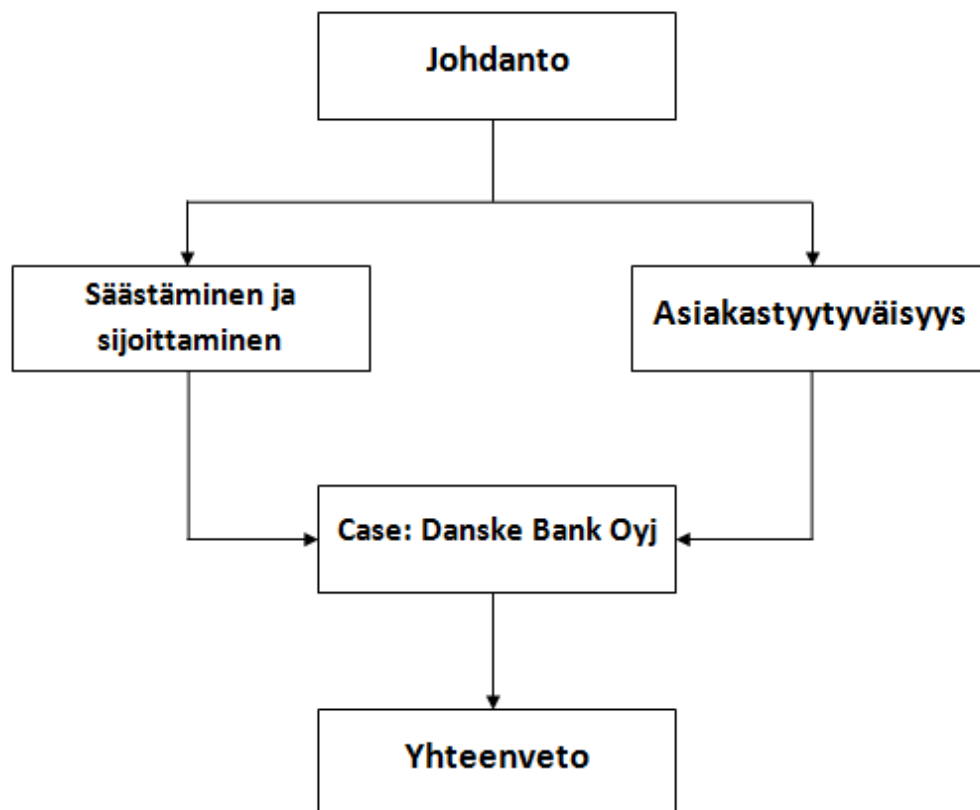 Johdanto
Säästäminen ja
sijoittaminen
Asiakastyytyväisyys
Case: Danske Bank Oyj
Yhteenveto